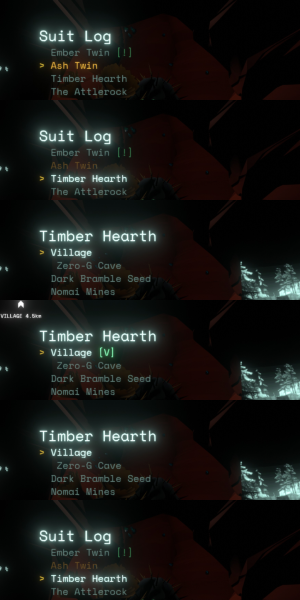 Suit Log
Ember Twin [!]
> Ash Twin
Timber Hearth
The Attlerock
Suit Log
Ember Twin [!]
Ash Twin
> Timber Hearth
The Attlerock
Timber Hearth
> Village
Zero-G Cave
Dark Bramble Seed
Nomai Mines
VILLAGE 4.5km
Timber Hearth
> Village [V]
Zero-G Cave
Dark Bramble Seed
Nomai Mines
Timber Hearth
> Village
Zero-G Cave
Dark Bramble Seed
Nomai Mines
Suit Log
Ember Twin [!]
Ash Twin
> Timber Hearth
The Attlerock